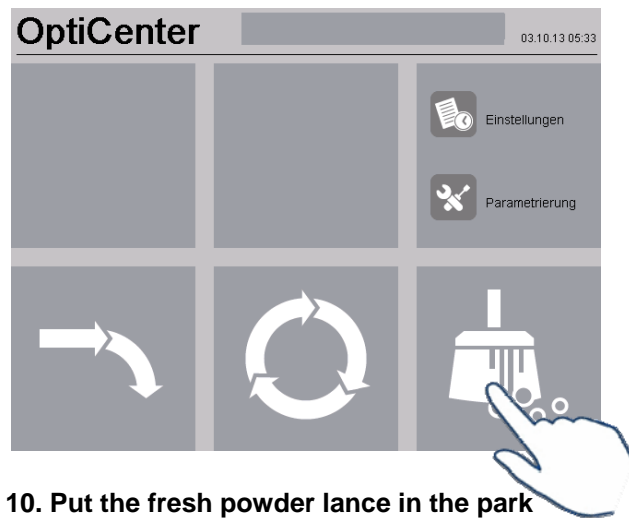 OptiCenter
03.10.13 05:33
Einstellungen
Parametrierung
10. Put the fresh powder lance in the park